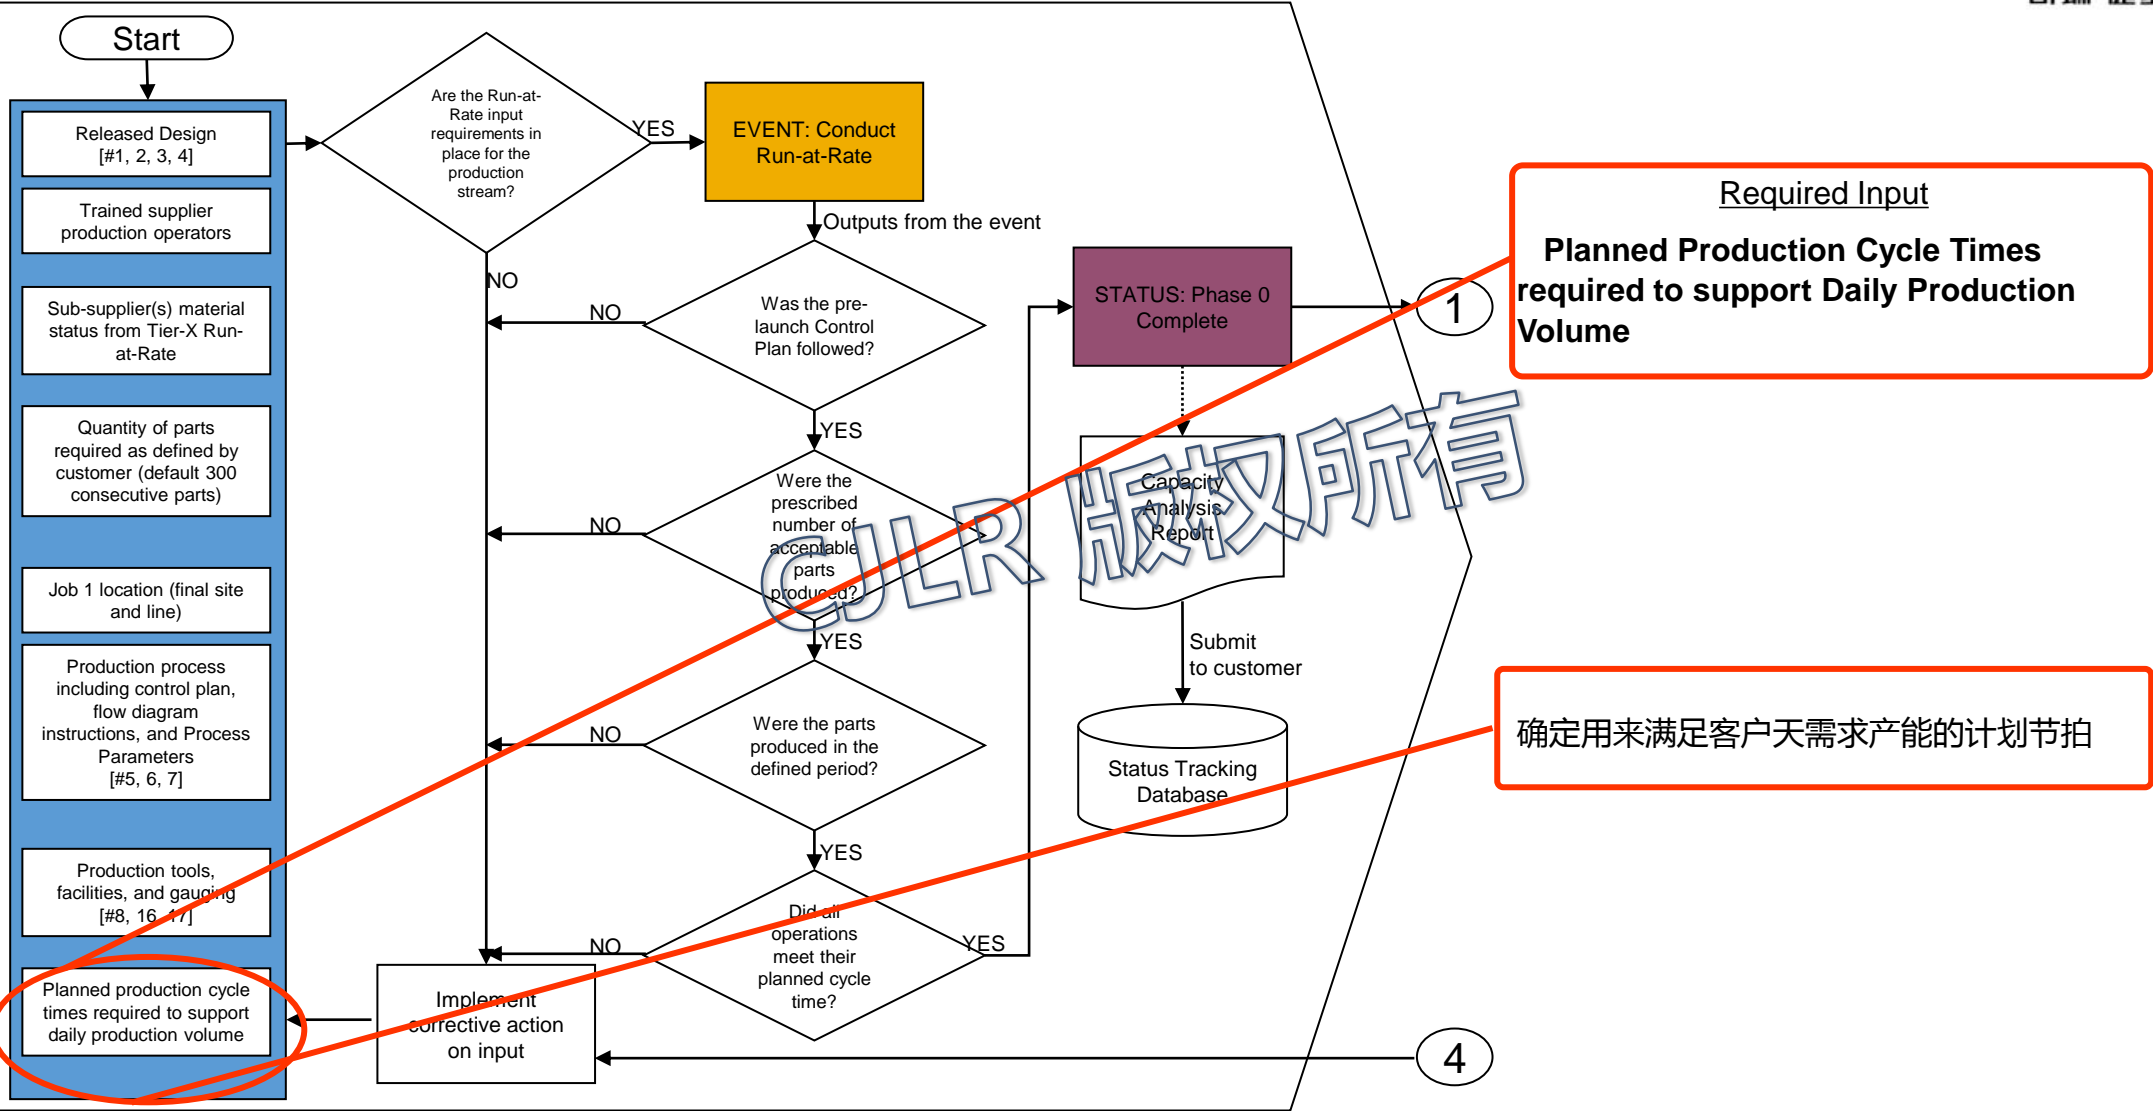 Start
Released Design
[#1, 2, 3, 4]
Trained supplier
production operators
Sub-supplier(s) material
status from Tier-X Run-
at-Rate
Quantity of parts
required as defined by
customer (default 300
consecutive parts)
Job 1 location (final site
and line)
Production process
including control plan,
flow diagram
instructions, and Process
Parameters
[#5, 6, 7]
Production tools,
facilities, and gauging
[#8, 16, 17]
Planned production cycle
times required to support
daily production volume
Are the Run-at-
Rate input
requirements in
place for the
production
stream?
YES
NO
EVENT: Conduct
Run-at-Rate
Outputs from the event
Was the pre-
launch Control
Plan followed?
NO
YES
Were the
prescribed
number of
acceptable
parts
produced?
NO
YES
Were the parts
produced in the
defined period?
NO
YES
Did all
operations
meet their
planned cycle
time?
NO
YES
Implement
corrective action
on input
STATUS: Phase 0
Complete
1
Capacity
Analysis
Report
Submit
to customer
Status Tracking
Database
4
CJLR 版权所有
Required Input
Planned Production Cycle Times
required to support Daily Production
Volume
确定用来满足客户天需求产能的计划节拍